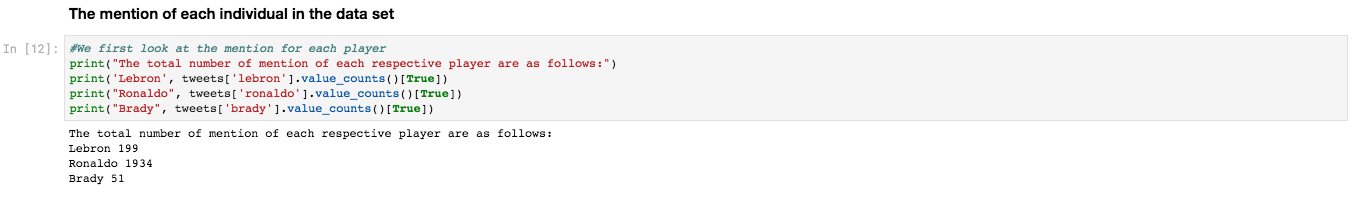 The mention of each individual in the data set
In [12]:
#We first look at the mention for each player
print("The total number of mention of each respective player are as follows:")
print('Lebron', tweets['lebron'].value_counts()[True])
print("Ronaldo", tweets['ronaldo'].value_counts()[True])
print("Brady", tweets['brady'].value_counts()[True])
The total number of mention of each respective player are as follows:
Lebron 199
Ronaldo 1934
Brady 51